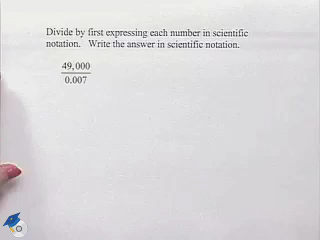 Divide by first expressing each number in scientific
notation. Write the answer in scientific notation.
49,000
0.007